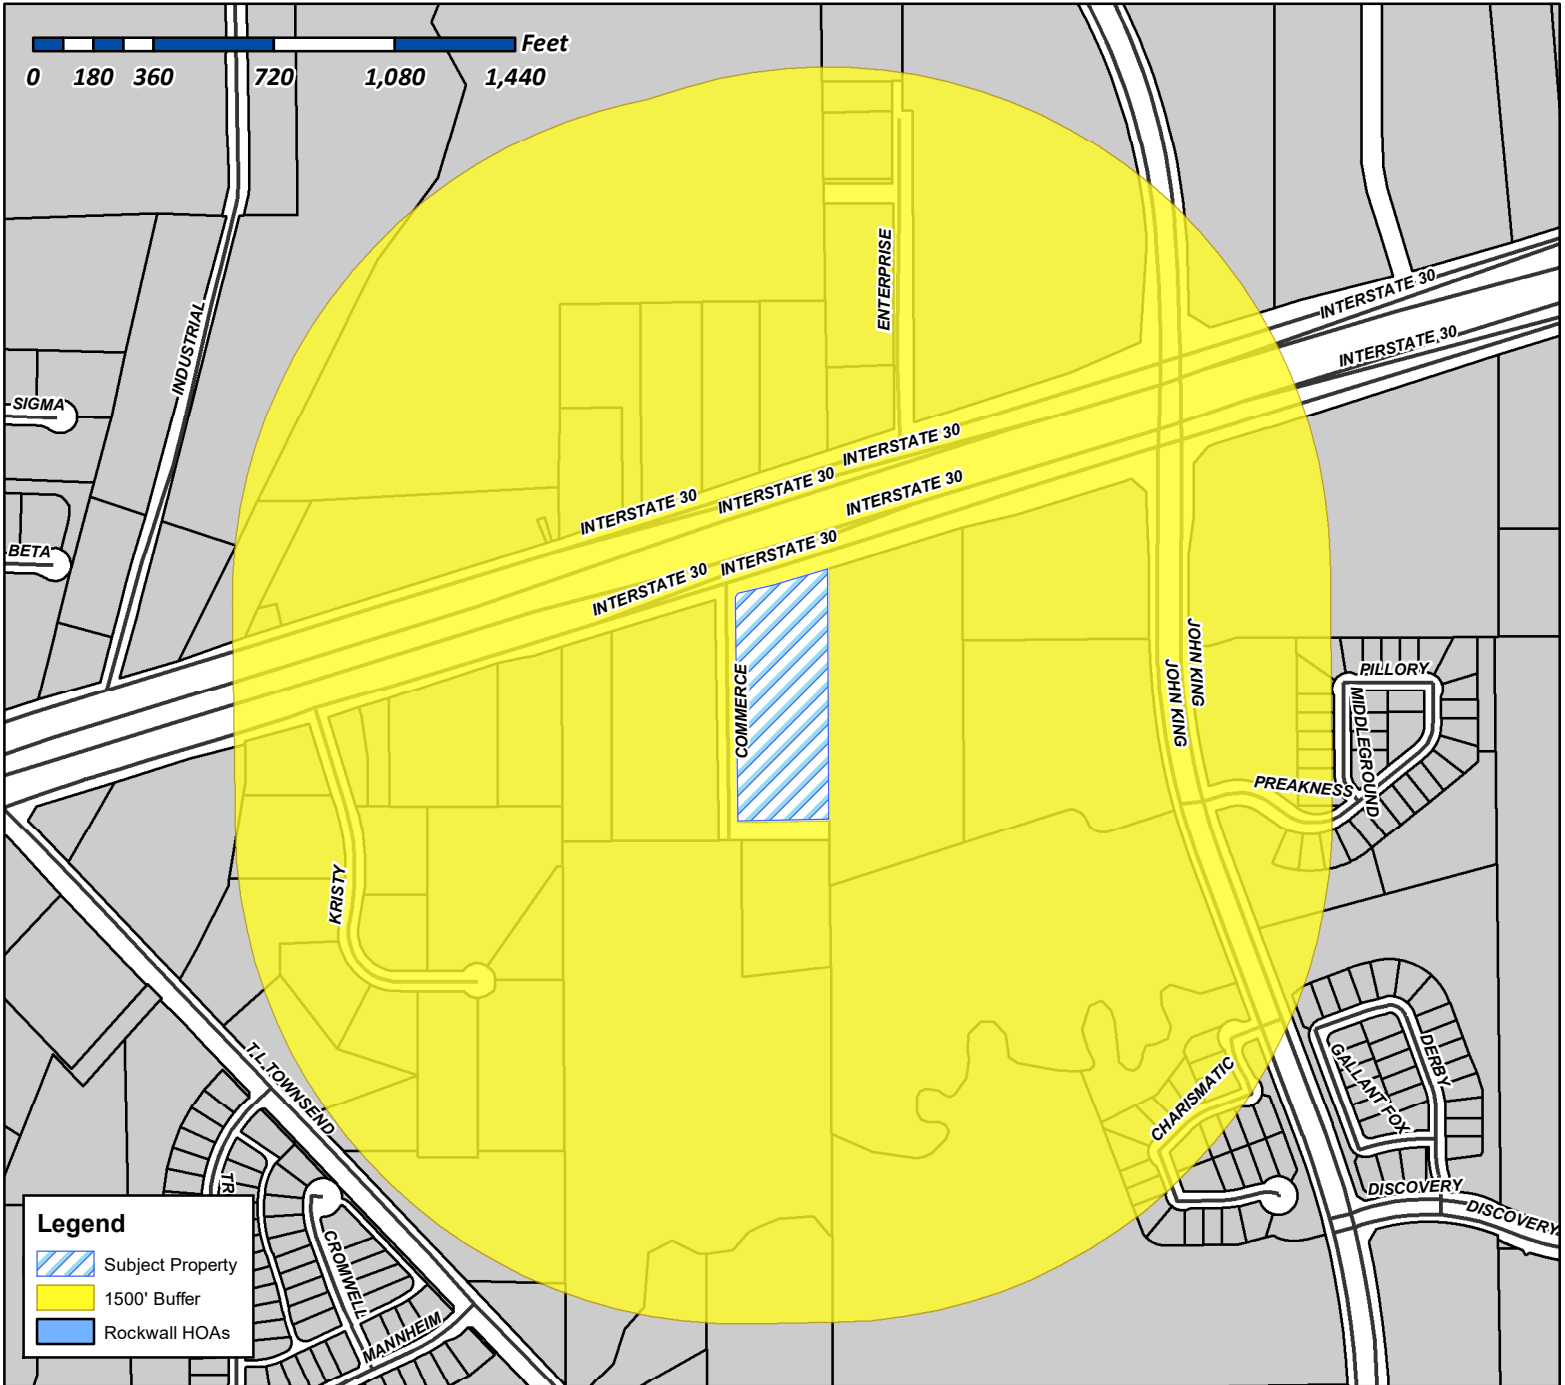 Feet
0 180 360 720 1,080 1,440
ENTERPRISE
INDUSTRIAL
INTERSTATE 30
INTERSTATE 30
SIGMA
INTERSTATE 30
INTERSTATE 30
INTERSTATE 30
INTERSTATE 30
BETA
INTERSTATE 30
INTERSTATE 30
JOHN KING
JOHN KING
COMMERCE
PILLORY
MIDDLEGROUND
PREAKNESS
KRISTY
T.L.TOWNSEND
CHARISMATIC
GALLANT FOX
DERBY
TR
DISCOVERY
DISCOVERY
CROMWELL
MANNHEIM
Legend
Subject Property
1500' Buffer
Rockwall HOAs